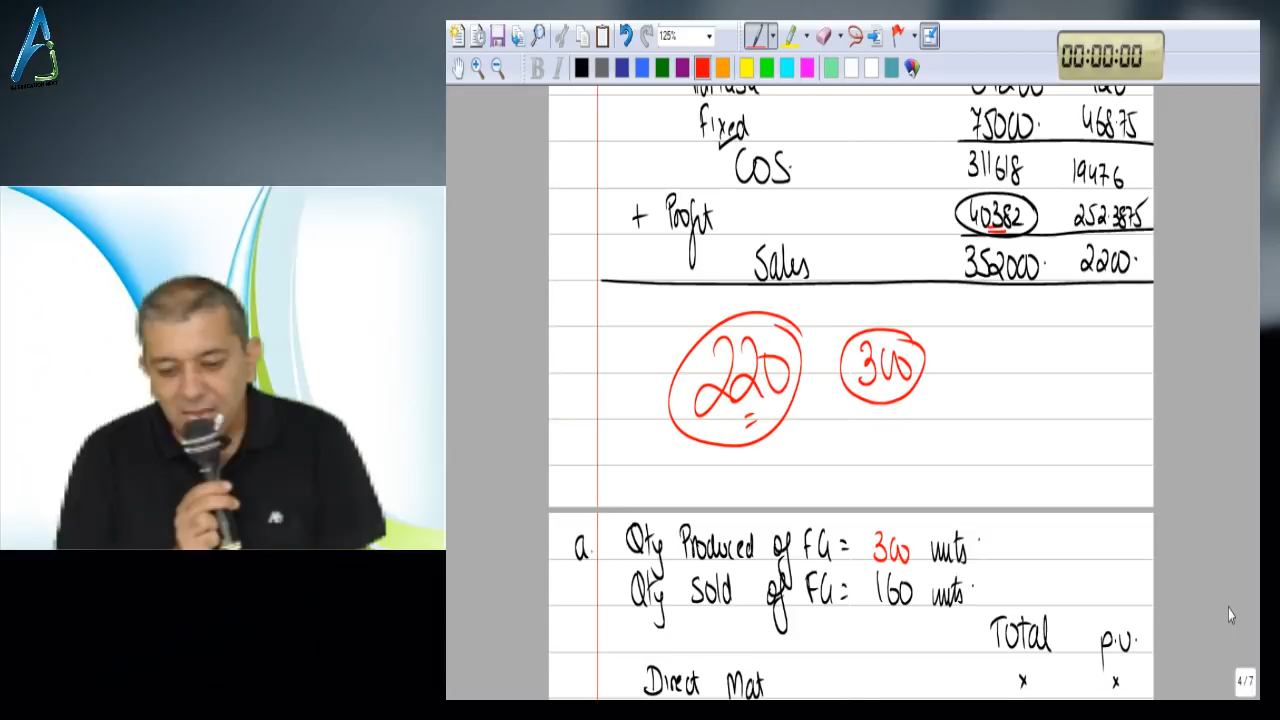 125%
00:00:00
Fixed 75000. 468.75
COS. 311618 1947.6
+ Profit 40382 252.3875
Sales 352000. 2200.
220 300
a. Qty Produced of FG = 300 units.
Qty Sold of FG = 160 units.
Total p.u.
Direct Mat x x
4/7